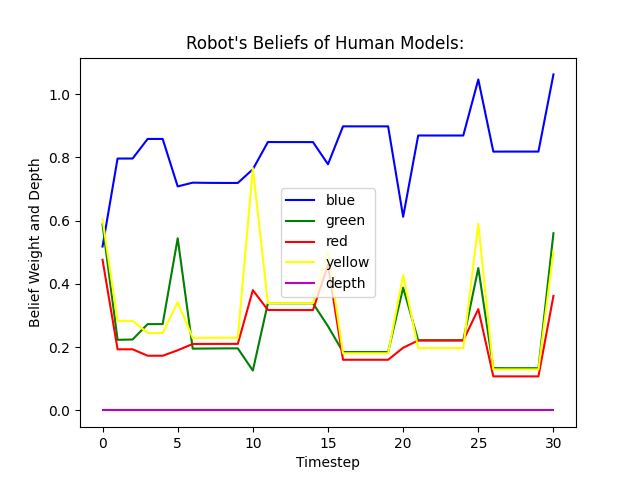 Robot's Beliefs of Human Models:
Belief Weight and Depth
1.0
0.8
0.6
0.4
0.2
0.0
blue
green
red
yellow
depth
0 5 10 15 20 25 30
Timestep